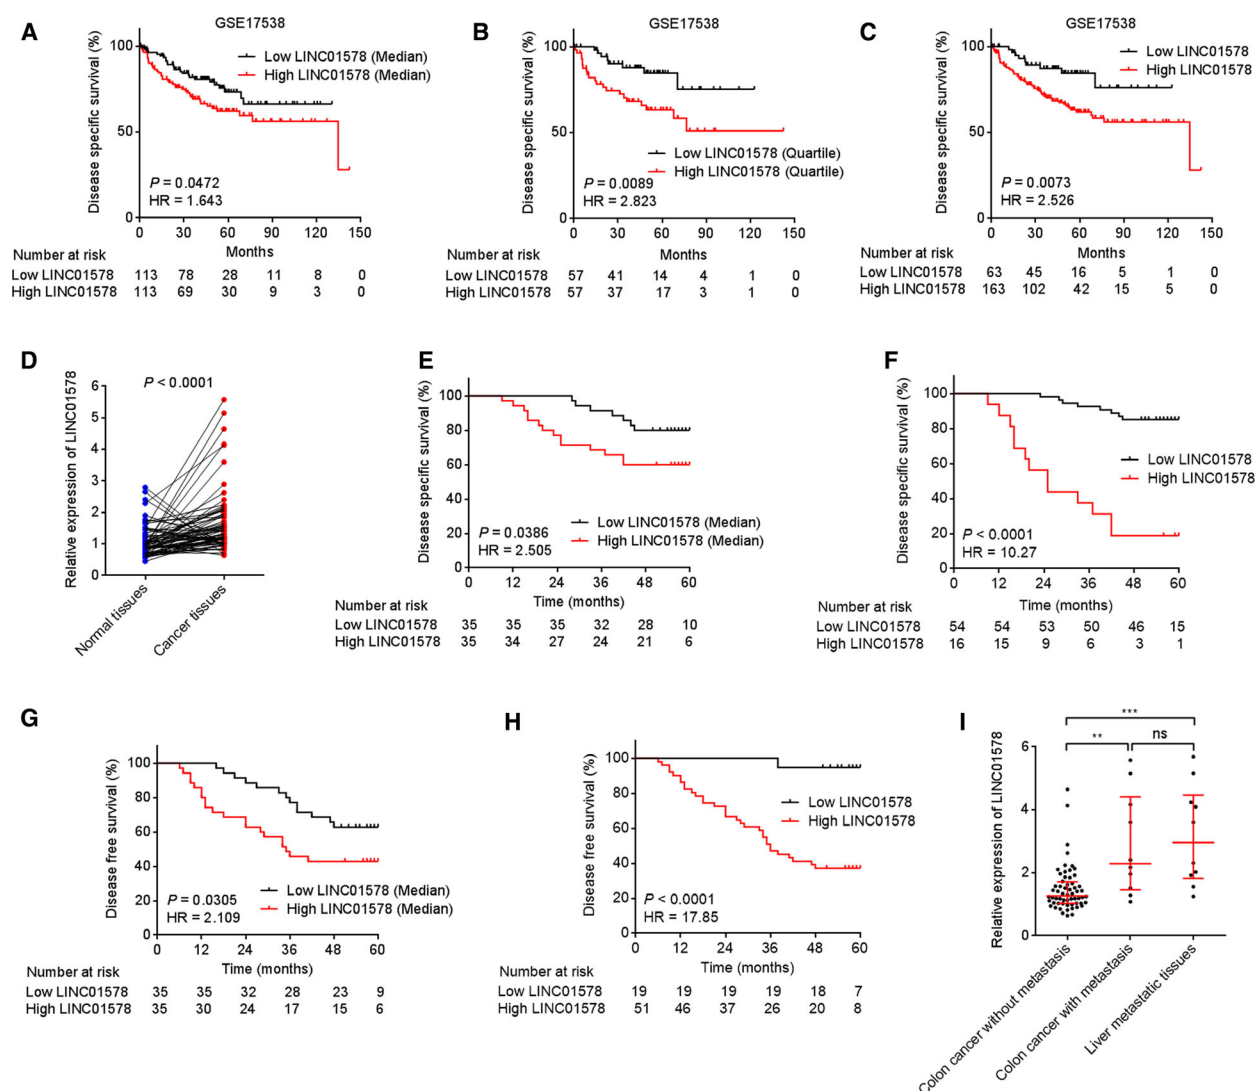 A
GSE17538
Disease specific survival (%)
100
50
0
Low LINC01578 (Median)
High LINC01578 (Median)
P = 0.0472
HR = 1.643
0 30 60 90 120 150
Months
Number at risk
Low LINC01578 113 78 28 11 8 0
High LINC01578 113 69 30 9 3 0
B
GSE17538
Disease specific survival (%)
100
50
0
Low LINC01578 (Quartile)
High LINC01578 (Quartile)
P = 0.0089
HR = 2.823
0 30 60 90 120 150
Months
Number at risk
Low LINC01578 57 41 14 4 1 0
High LINC01578 57 37 17 3 1 0
C
GSE17538
Disease specific survival (%)
100
50
0
Low LINC01578
High LINC01578
P = 0.0073
HR = 2.526
0 30 60 90 120 150
Months
Number at risk
Low LINC01578 63 45 16 5 1 0
High LINC01578 163 102 42 15 5 0
D
Relative expression of LINC01578
P < 0.0001
6
5
4
3
2
1
0
Normal tissues
Cancer tissues
E
Disease specific survival (%)
100
80
60
40
20
0
Low LINC01578 (Median)
High LINC01578 (Median)
P = 0.0386
HR = 2.505
0 12 24 36 48 60
Time (months)
Number at risk
Low LINC01578 35 35 35 32 28 10
High LINC01578 35 34 27 24 21 6
F
Disease specific survival (%)
100
80
60
40
20
0
Low LINC01578
High LINC01578
P < 0.0001
HR = 10.27
0 12 24 36 48 60
Time (months)
Number at risk
Low LINC01578 54 54 53 50 46 15
High LINC01578 16 15 9 6 3 1
G
Disease free survival (%)
100
80
60
40
20
0
Low LINC01578 (Median)
High LINC01578 (Median)
P = 0.0305
HR = 2.109
0 12 24 36 48 60
Time (months)
Number at risk
Low LINC01578 35 35 32 28 23 9
High LINC01578 35 30 24 17 15 6
H
Disease free survival (%)
100
80
60
40
20
0
Low LINC01578
High LINC01578
P < 0.0001
HR = 17.85
0 12 24 36 48 60
Time (months)
Number at risk
Low LINC01578 19 19 19 19 18 7
High LINC01578 51 46 37 26 20 8
I
Relative expression of LINC01578
***
** ns
6
4
2
0
Colon cancer without metastasis
Colon cancer with metastasis
Liver metastatic tissues